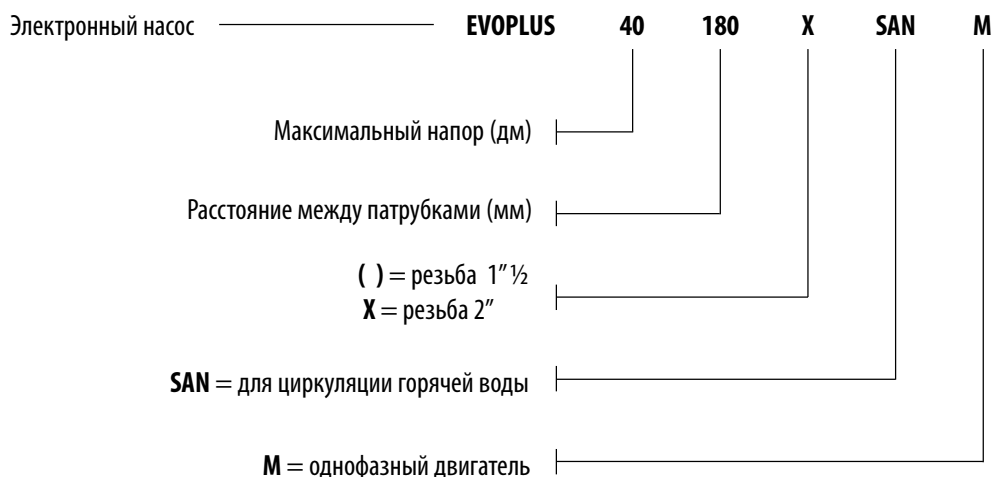 Электронный насос EVOPLUS 40 180 X SAN M
Максимальный напор (дм)
Расстояние между патрубками (мм)
( ) = резьба 1” ½
X = резьба 2”
SAN = для циркуляции горячей воды
M = однофазный двигатель